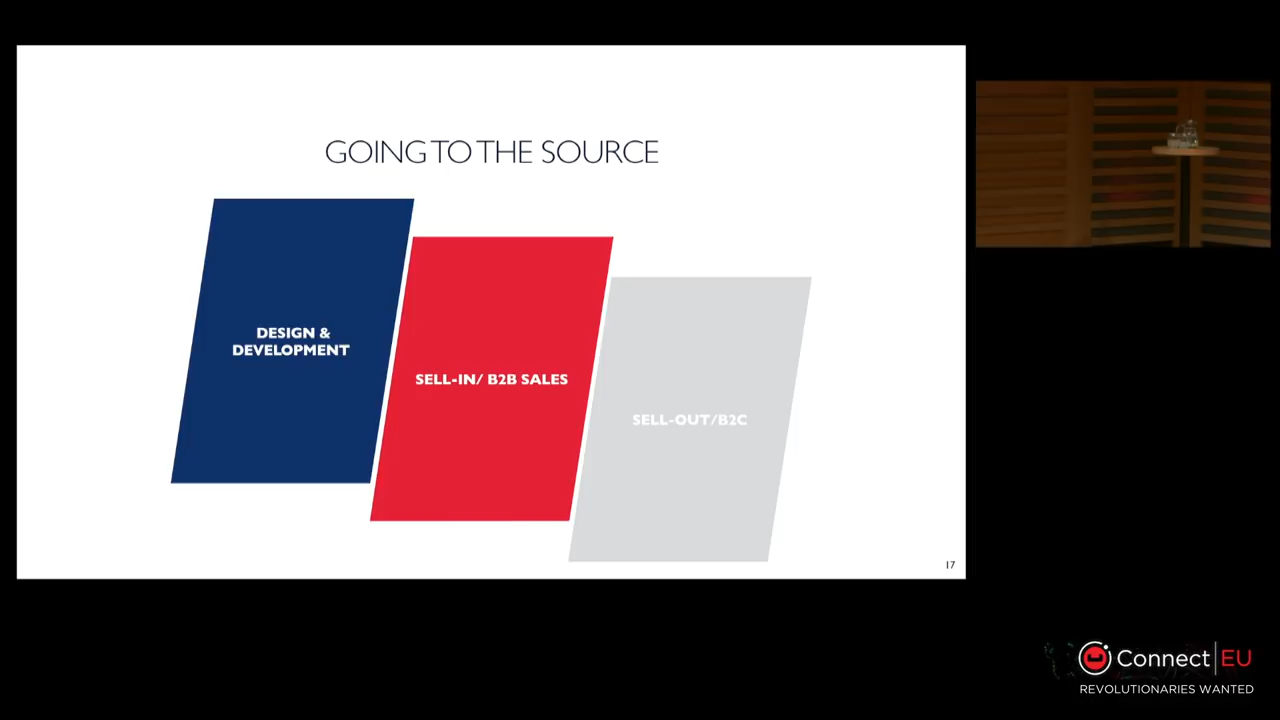 GOING TO THE SOURCE
DESIGN &
DEVELOPMENT
SELL-IN/ B2B SALES
SELL-OUT/B2C
17
Connect EU
REVOLUTIONARIES WANTED